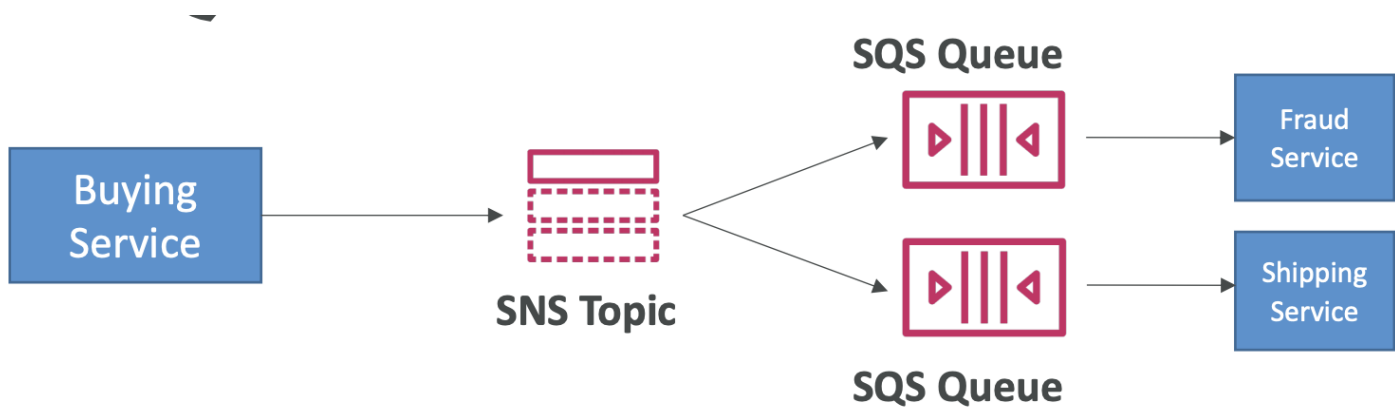 Buying
Service
SNS Topic
SQS Queue
SQS Queue
Fraud
Service
Shipping
Service